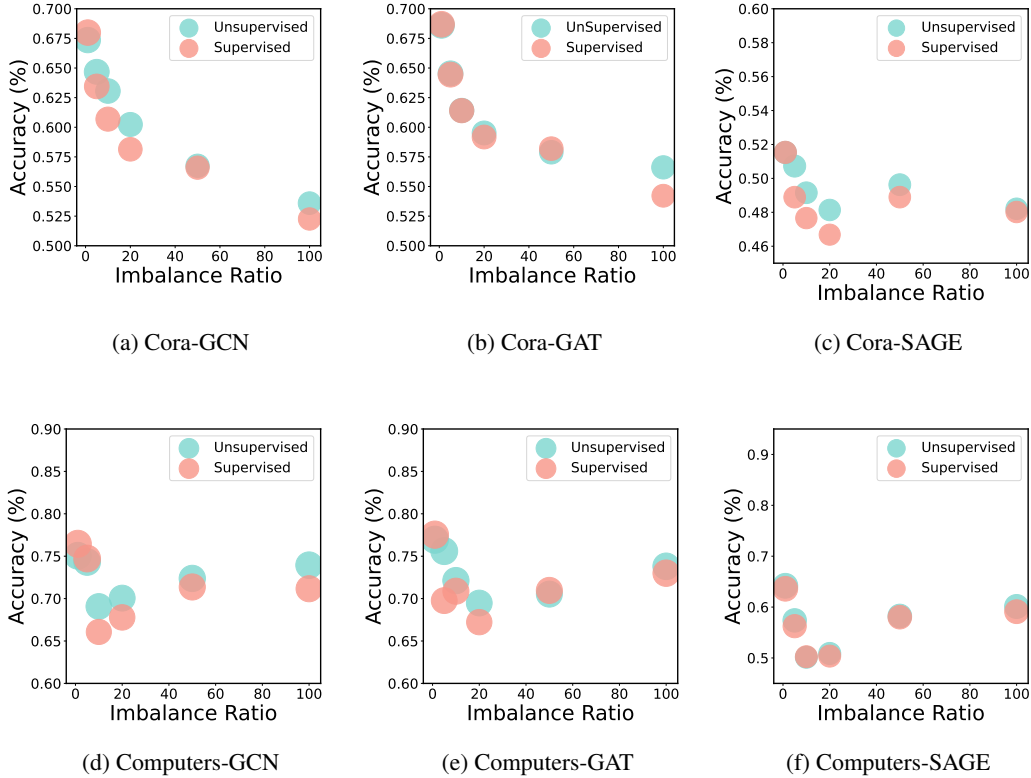 0.700
0.675
0.650
0.625
0.600
0.575
0.550
0.525
0.500
Accuracy (%)
0 20 40 60 80 100
Imbalance Ratio
Unsupervised
Supervised
(a) Cora-GCN
0.700
0.675
0.650
0.625
0.600
0.575
0.550
0.525
0.500
Accuracy (%)
0 20 40 60 80 100
Imbalance Ratio
UnSupervised
Supervised
(b) Cora-GAT
0.60
0.58
0.56
0.54
0.52
0.50
0.48
0.46
Accuracy (%)
0 20 40 60 80 100
Imbalance Ratio
Unsupervised
Supervised
(c) Cora-SAGE
0.90
0.85
0.80
0.75
0.70
0.65
0.60
Accuracy (%)
0 20 40 60 80 100
Imbalance Ratio
Unsupervised
Supervised
(d) Computers-GCN
0.90
0.85
0.80
0.75
0.70
0.65
0.60
Accuracy (%)
0 20 40 60 80 100
Imbalance Ratio
Unsupervised
Supervised
(e) Computers-GAT
0.9
0.8
0.7
0.6
0.5
Accuracy (%)
0 20 40 60 80 100
Imbalance Ratio
Unsupervised
Supervised
(f) Computers-SAGE